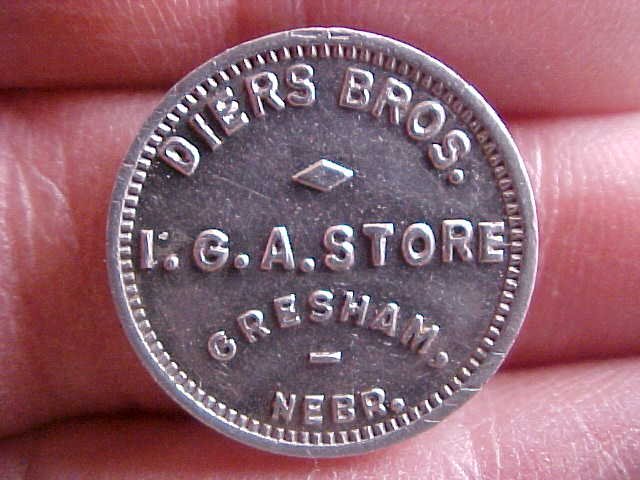 DIERS BROS.
I.G.A. STORE
GRESHAM,
NEBR.